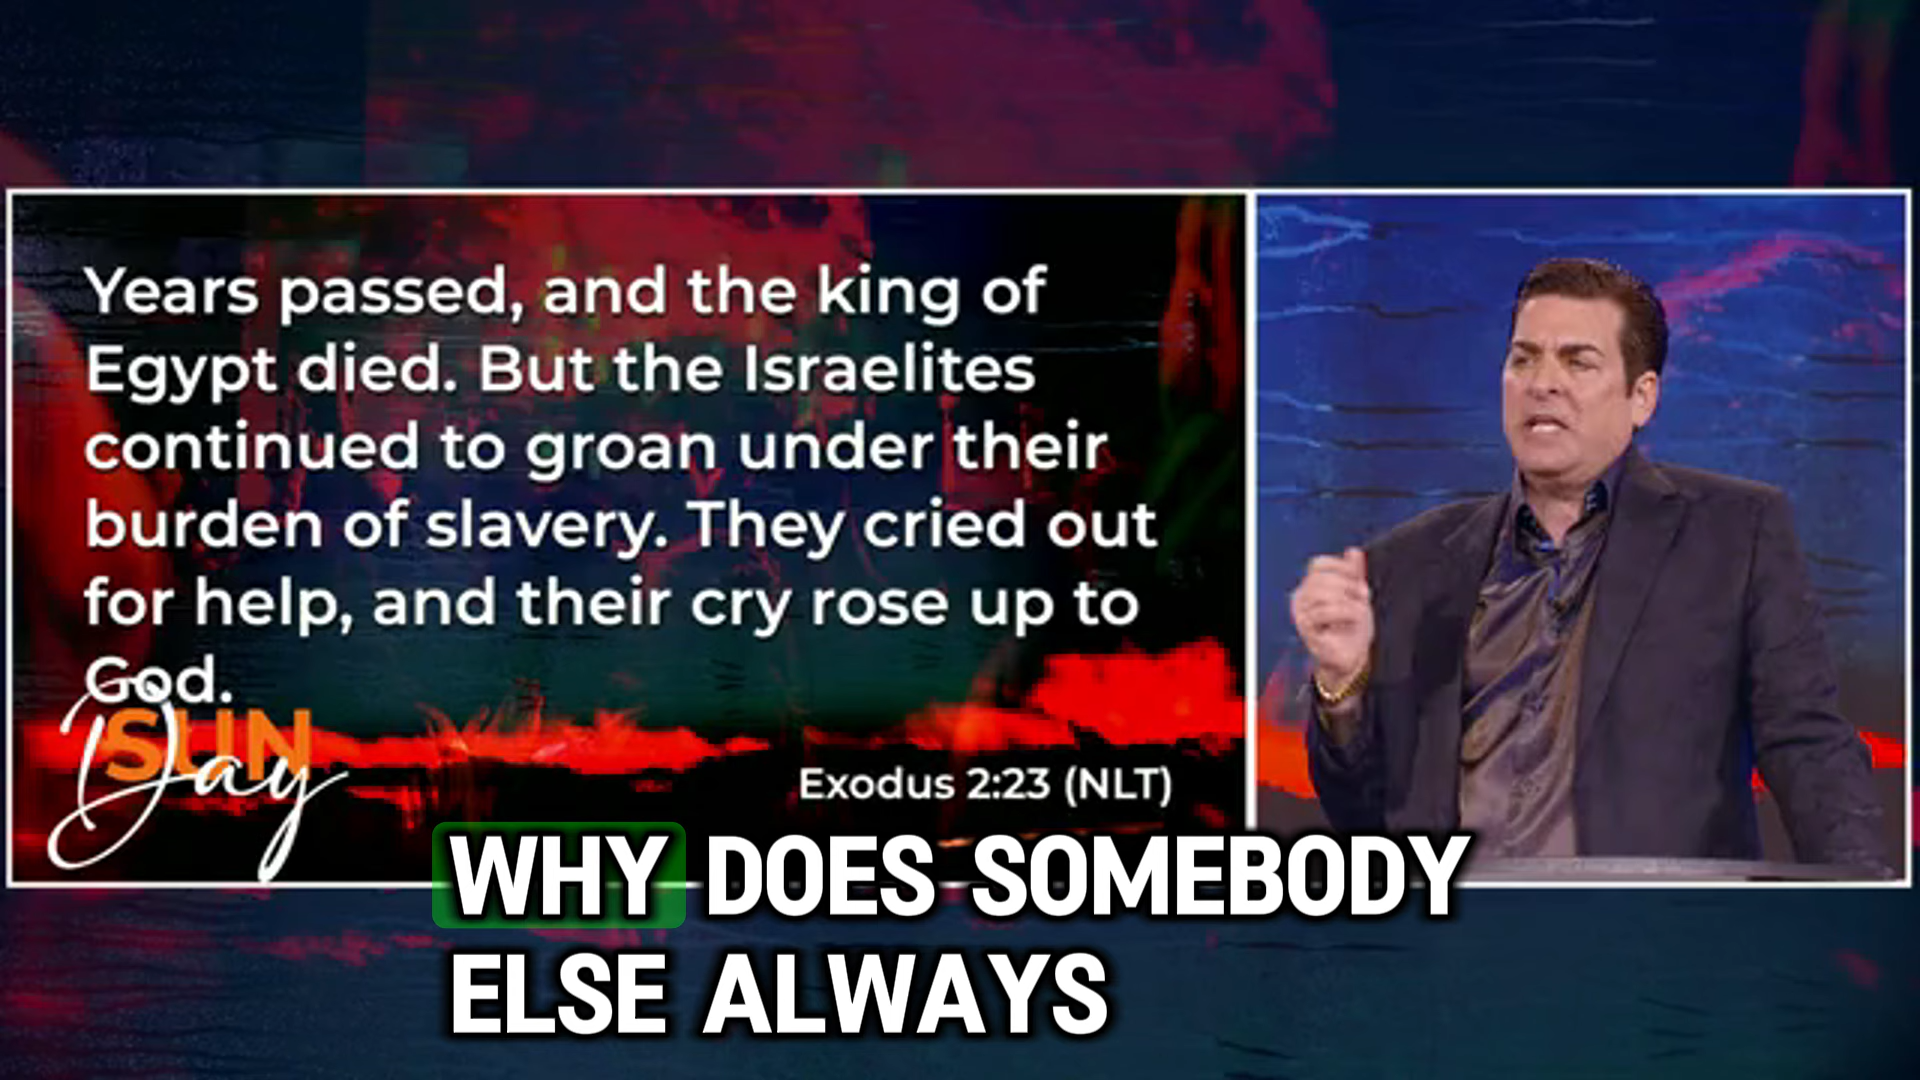 Years passed, and the king of
Egypt died. But the Israelites
continued to groan under their
burden of slavery. They cried out
for help, and their cry rose up to
God.
SUN
Day
Exodus 2:23 (NLT)
WHY DOES SOMEBODY
ELSE ALWAYS